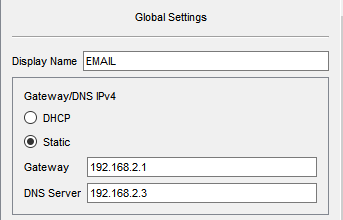 Global Settings
Display Name EMAIL
Gateway/DNS IPv4
DHCP
Static
Gateway 192.168.2.1
DNS Server 192.168.2.3